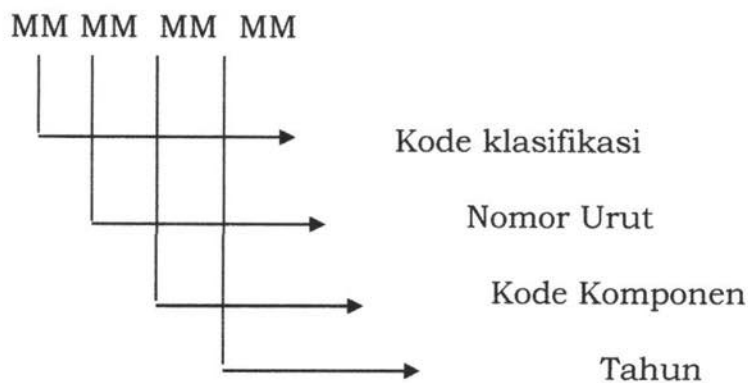 MM MM MM MM
Kode klasifikasi
Nomor Urut
Kode Komponen
Tahun